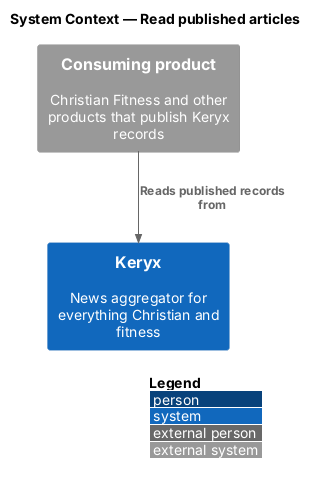 System Context — Read published articles
Consuming product
Christian Fitness and other
products that publish Keryx
records
Reads published records
from
Keryx
News aggregator for
everything Christian and
fitness
Legend
person
system
external person
external system